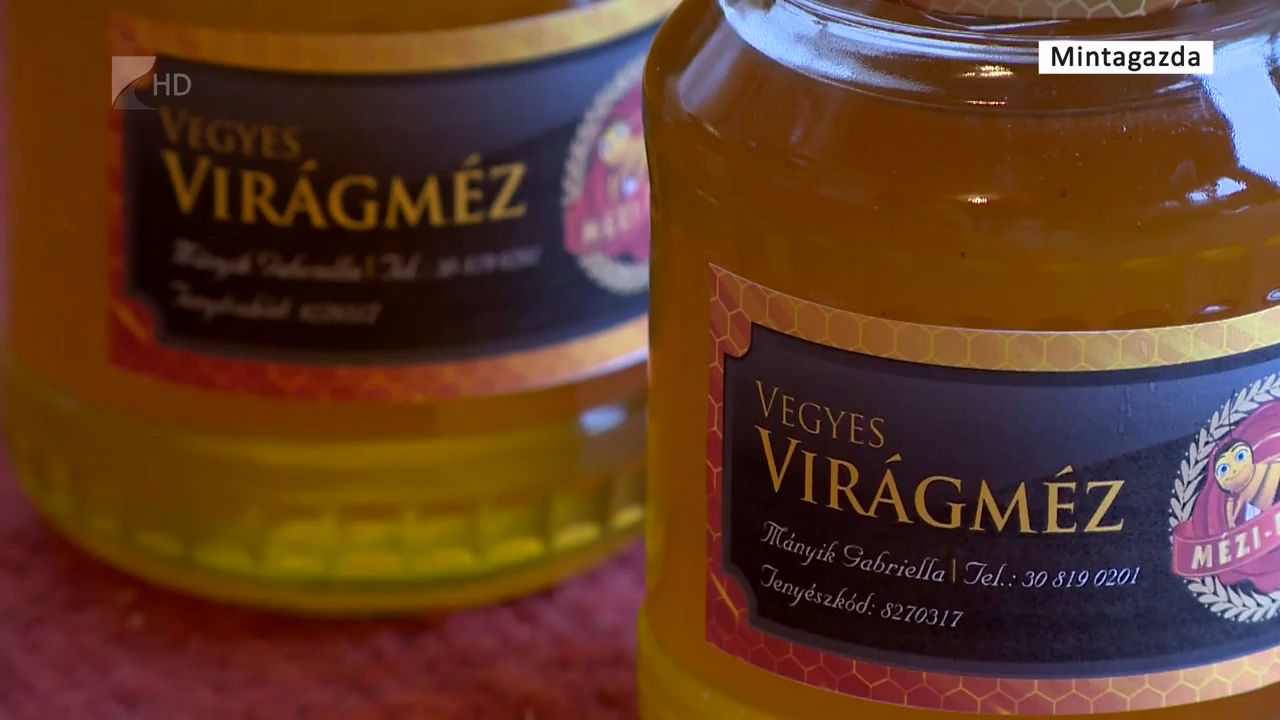 HD
Mintagazda
VEGYES
VIRÁGMÉZ
VEGYES
VIRÁGMÉZ
Mányik Gabriella | Tel.: 30 819 0201
Tenyészkód: 8270317
MÉZI-